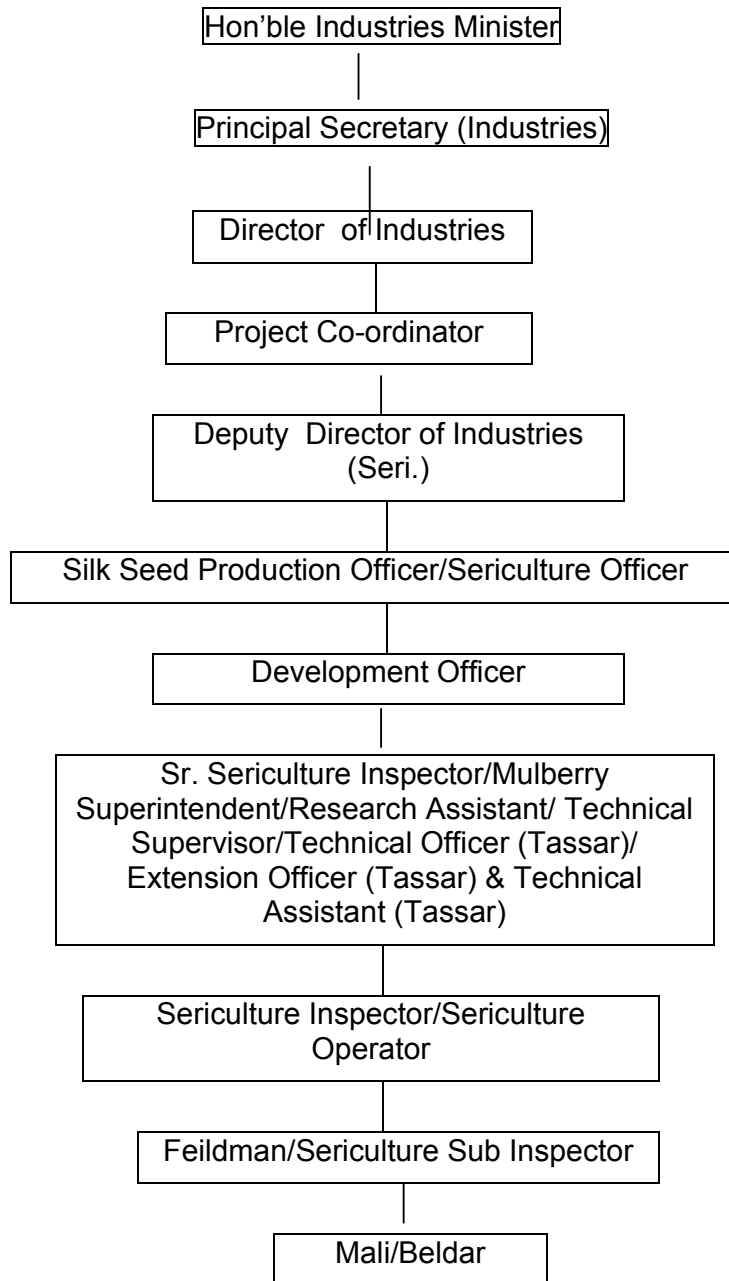 Hon’ble Industries Minister
Principal Secretary (Industries)
Director of Industries
Project Co-ordinator
Deputy Director of Industries
(Seri.)
Silk Seed Production Officer/Sericulture Officer
Development Officer
Sr. Sericulture Inspector/Mulberry
Superintendent/Research Assistant/ Technical
Supervisor/Technical Officer (Tassar)/
Extension Officer (Tassar) & Technical
Assistant (Tassar)
Sericulture Inspector/Sericulture
Operator
Feildman/Sericulture Sub Inspector
Mali/Beldar